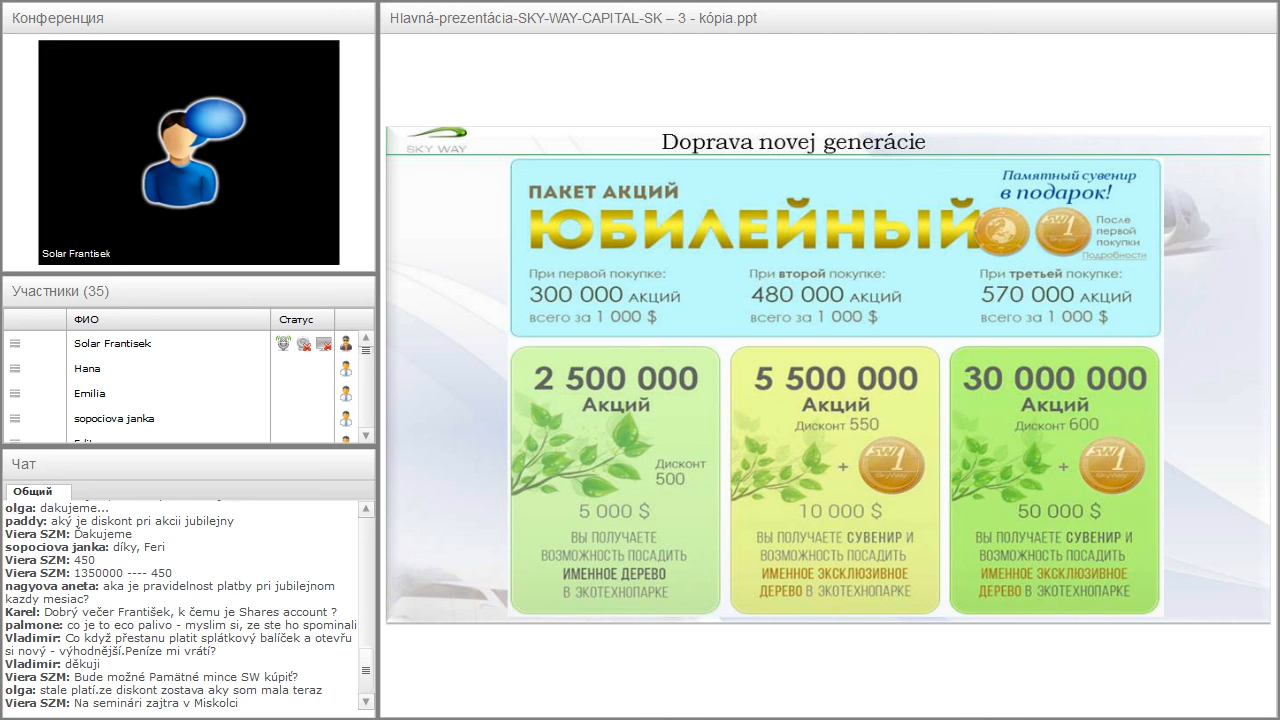 Конференция
Solar Frantisek
Участники (35)
ФИО
Статус
Solar Frantisek
Hana
Emilia
sopociova janka
Чат
Общий
olga: dakujeme...
paddy: aký je diskont pri akcii jubilejny
Viera SZM: Ďakujeme
sopociova janka: díky, Feri
Viera SZM: 450
Viera SZM: 1350000 ---- 450
nagyova aneta: aka je pravidelnost platby pri jubilejnom
kazdy mesiac?
Karel: Dobrý večer František, k čemu je Shares account ?
palmone: co je to eco palivo - myslim si, ze ste ho spominali
Vladimir: Co když přestanu platit splátkový balíček a otevřu
si nový - výhodnější.Peníze mi vrátí?
Vladimir: děkuji
Viera SZM: Bude možné Pamätné mince SW kúpiť?
olga: stale platí.ze diskont zostava aky som mala teraz
Viera SZM: Na seminári zajtra v Miskolci
Hlavná-prezentácia-SKY-WAY-CAPITAL-SK – 3 - kópia.ppt
SKY WAY
Doprava novej generácie
ПАКЕТ АКЦИЙ
ЮБИЛЕЙНЫЙ
Памятный сувенир
в подарок!
SW1
После
первой
покупки
Подробности
При первой покупке:
300 000 АКЦИЙ
всего за 1 000 $
При второй покупке:
480 000 АКЦИЙ
всего за 1 000 $
При третьей покупке:
570 000 АКЦИЙ
всего за 1 000 $
2 500 000
Акций
Дисконт
500
5 000 $
ВЫ ПОЛУЧАЕТЕ
ВОЗМОЖНОСТЬ ПОСАДИТЬ
ИМЕННОЕ ДЕРЕВО
В ЭКОТЕХНОПАРКЕ
5 500 000
Акций
Дисконт 550
+
SW1
10 000 $
ВЫ ПОЛУЧАЕТЕ СУВЕНИР И
ВОЗМОЖНОСТЬ ПОСАДИТЬ
ИМЕННОЕ ЭКСКЛЮЗИВНОЕ
ДЕРЕВО В ЭКОТЕХНОПАРКЕ
30 000 000
Акций
Дисконт 600
+
SW1
50 000 $
ВЫ ПОЛУЧАЕТЕ СУВЕНИР И
ВОЗМОЖНОСТЬ ПОСАДИТЬ
ИМЕННОЕ ЭКСКЛЮЗИВНОЕ
ДЕРЕВО В ЭКОТЕХНОПАРКЕ